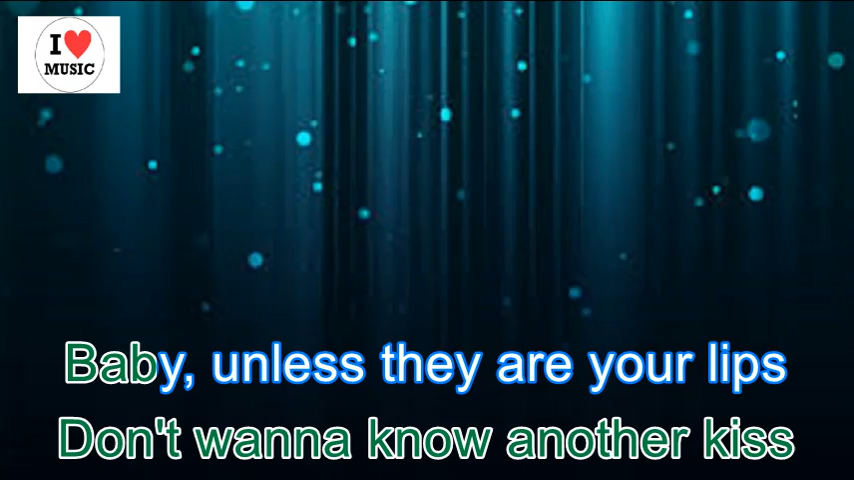 I ♥
MUSIC
Baby, unless they are your lips
Don't wanna know another kiss